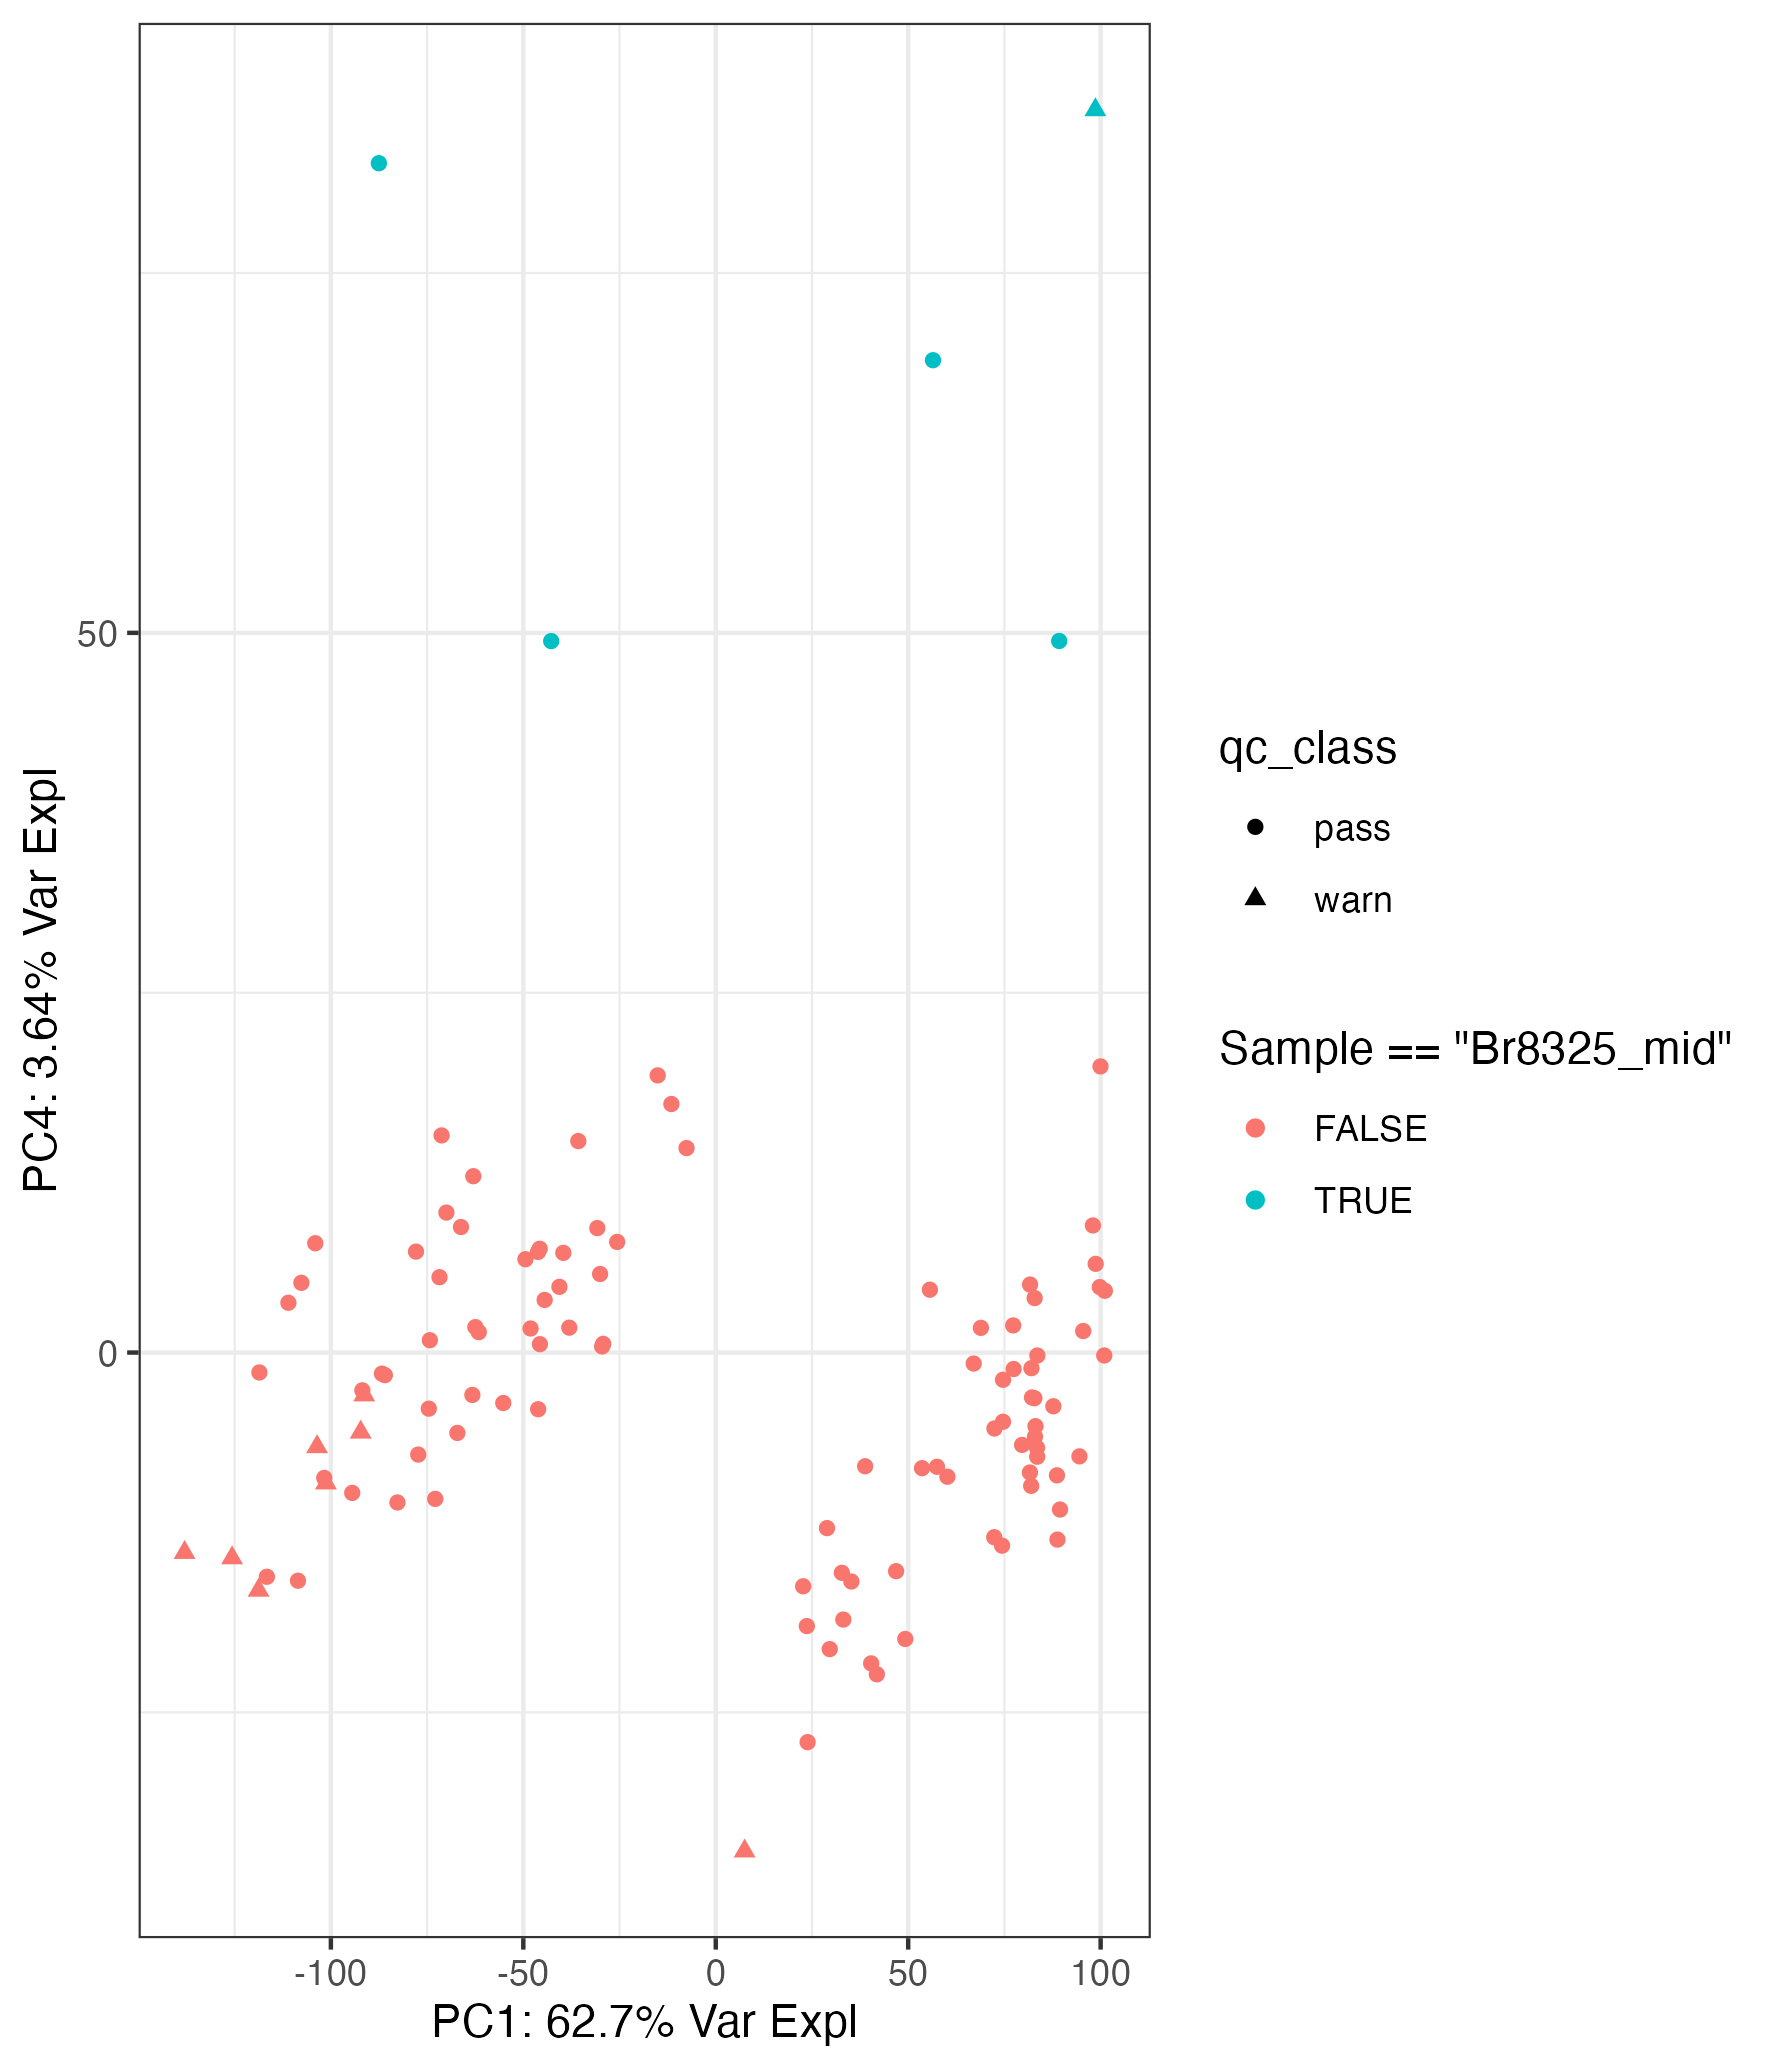 50
0
-100
-50
0
50
100
PC1: 62.7% Var Expl
PC4: 3.64% Var Expl
qc_class
pass
warn
Sample == "Br8325_mid"
FALSE
TRUE